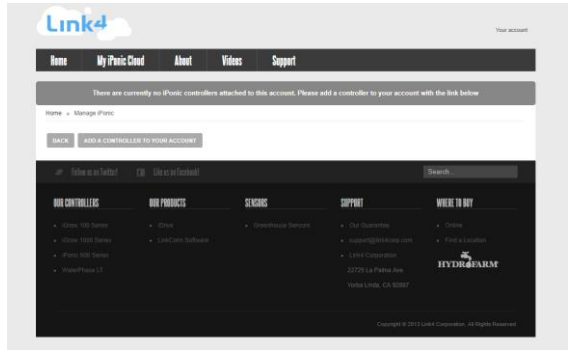 Link4
Your account
Home My iPonic Cloud About Videos Support
There are currently no iPonic controllers attached to this account. Please add a controller to your account with the link below
Home » Manage iPonic
BACK ADD A CONTROLLER TO YOUR ACCOUNT
Follow us on Twitter! Like us on Facebook! Search...
OUR CONTROLLERS OUR PRODUCTS SENSORS SUPPORT WHERE TO BUY
iGrow 100 Series iDrive Greenhouse Sensors Our Guarantee Online
iGrow 1000 Series LinkComm Software support@link4corp.com Find a Location
iPonic 600 Series Link4 Corporation
WaterPhace LT 22725 La Palma Ave. HYDROFARM
Yorba Linda, CA 92887
Copyright © 2013 Link4 Corporation. All Rights Reserved.